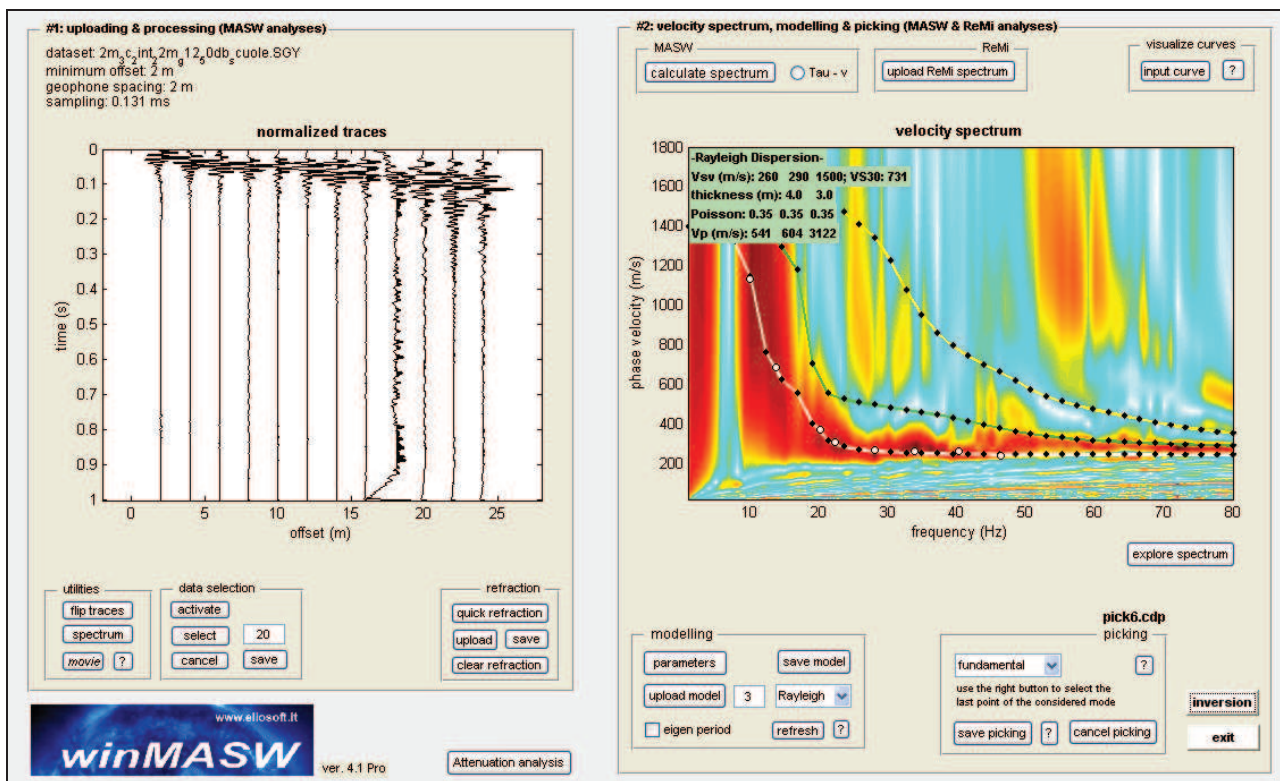 #1: uploading & processing (MASW analyses)
dataset: 2m3c2int2m_g12_50db_scuole.SGY
minimum offset: 2 m
geophone spacing: 2 m
sampling: 0.131 ms
normalized traces
0
0.1
0.2
0.3
0.4
0.5
0.6
0.7
0.8
0.9
1
time (s)
0 5 10 15 20 25
offset (m)
utilities
flip traces
spectrum
movie ?
data selection
activate
select 20
cancel save
refraction
quick refraction
upload save
clear refraction
www.eliosoft.it
winMASW
ver. 4.1 Pro
Attenuation analysis
#2: velocity spectrum, modelling & picking (MASW & ReMi analyses)
MASW
calculate spectrum Tau - v
ReMi
upload ReMi spectrum
visualize curves
input curve ?
velocity spectrum
-Rayleigh Dispersion-
Vsv (m/s): 260 290 1500; VS30: 731
thickness (m): 4.0 3.0
Poisson: 0.35 0.35 0.35
Vp (m/s): 541 604 3122
1800
1600
1400
1200
1000
800
600
400
200
phase velocity (m/s)
10 20 30 40 50 60 70 80
frequency (Hz)
explore spectrum
modelling
parameters save model
upload model 3 Rayleigh
eigen period refresh ?
pick6.cdp
picking
fundamental ?
use the right button to select the
last point of the considered mode
save picking ? cancel picking
inversion
exit